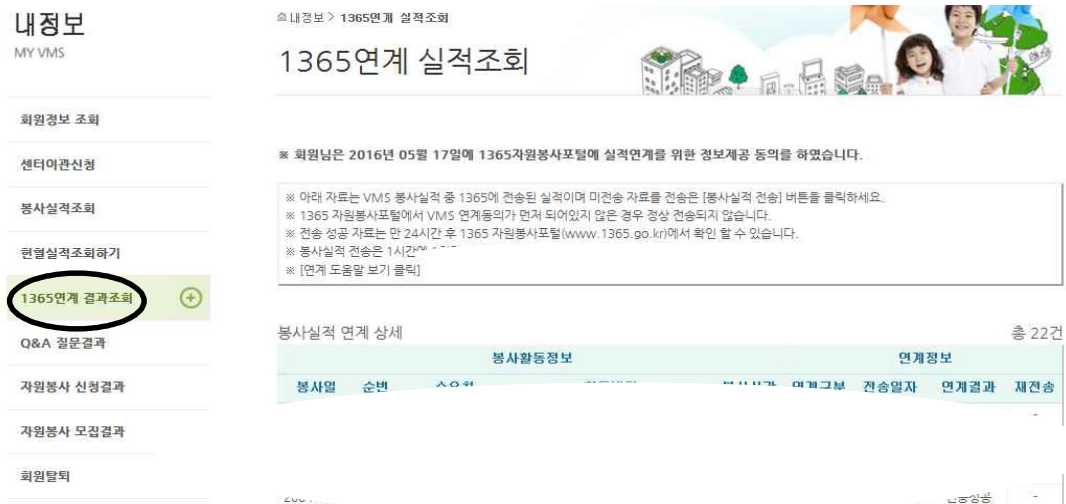 내정보
MY VMS
회원정보 조회
센터이관신청
봉사실적조회
헌혈실적조회하기
1365연계 결과조회
Q&A 질문결과
자원봉사 신청결과
자원봉사 모집결과
회원탈퇴
내정보 > 1365연계 실적조회
1365연계 실적조회
※ 회원님은 2016년 05월 17일에 1365자원봉사포털에 실적연계를 위한 정보제공 동의를 하였습니다.
※ 아래 자료는 VMS 봉사실적 중 1365에 전송된 실적이며 미전송 자료를 전송은 [봉사실적 전송] 버튼을 클릭하세요.
※ 1365 자원봉사포털에서 VMS 연계동의가 먼저 되어있지 않은 경우 정상 전송되지 않습니다.
※ 전송 성공 자료는 만 24시간 후 1365 자원봉사포털(www.1365.go.kr)에서 확인 할 수 있습니다.
※ 봉사실적 전송은 1시간에
※ [연계 도움말 보기 클릭]
봉사실적 연계 상세 총 22건
봉사활동정보 연계정보
봉사일 순번 봉사시간 연계구분 전송일자 연계결과 재전송
-
-